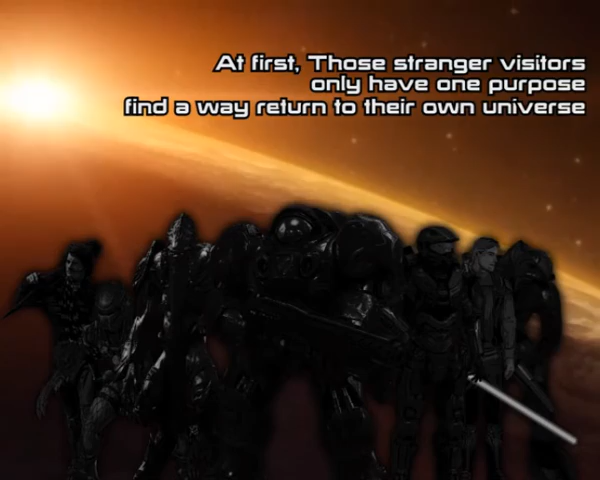 At first, Those stranger visitors
only have one purpose
find a way return to their own universe